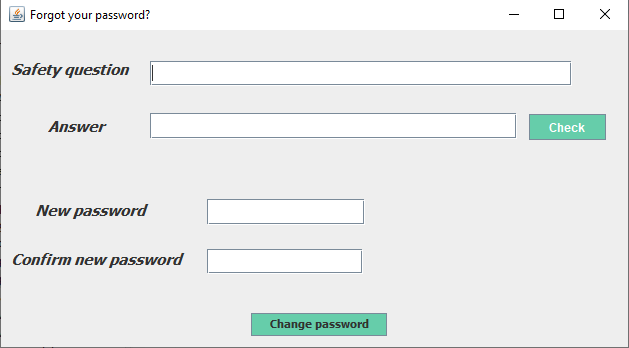 Forgot your password?
Safety question
Answer
Check
New password
Confirm new password
Change password